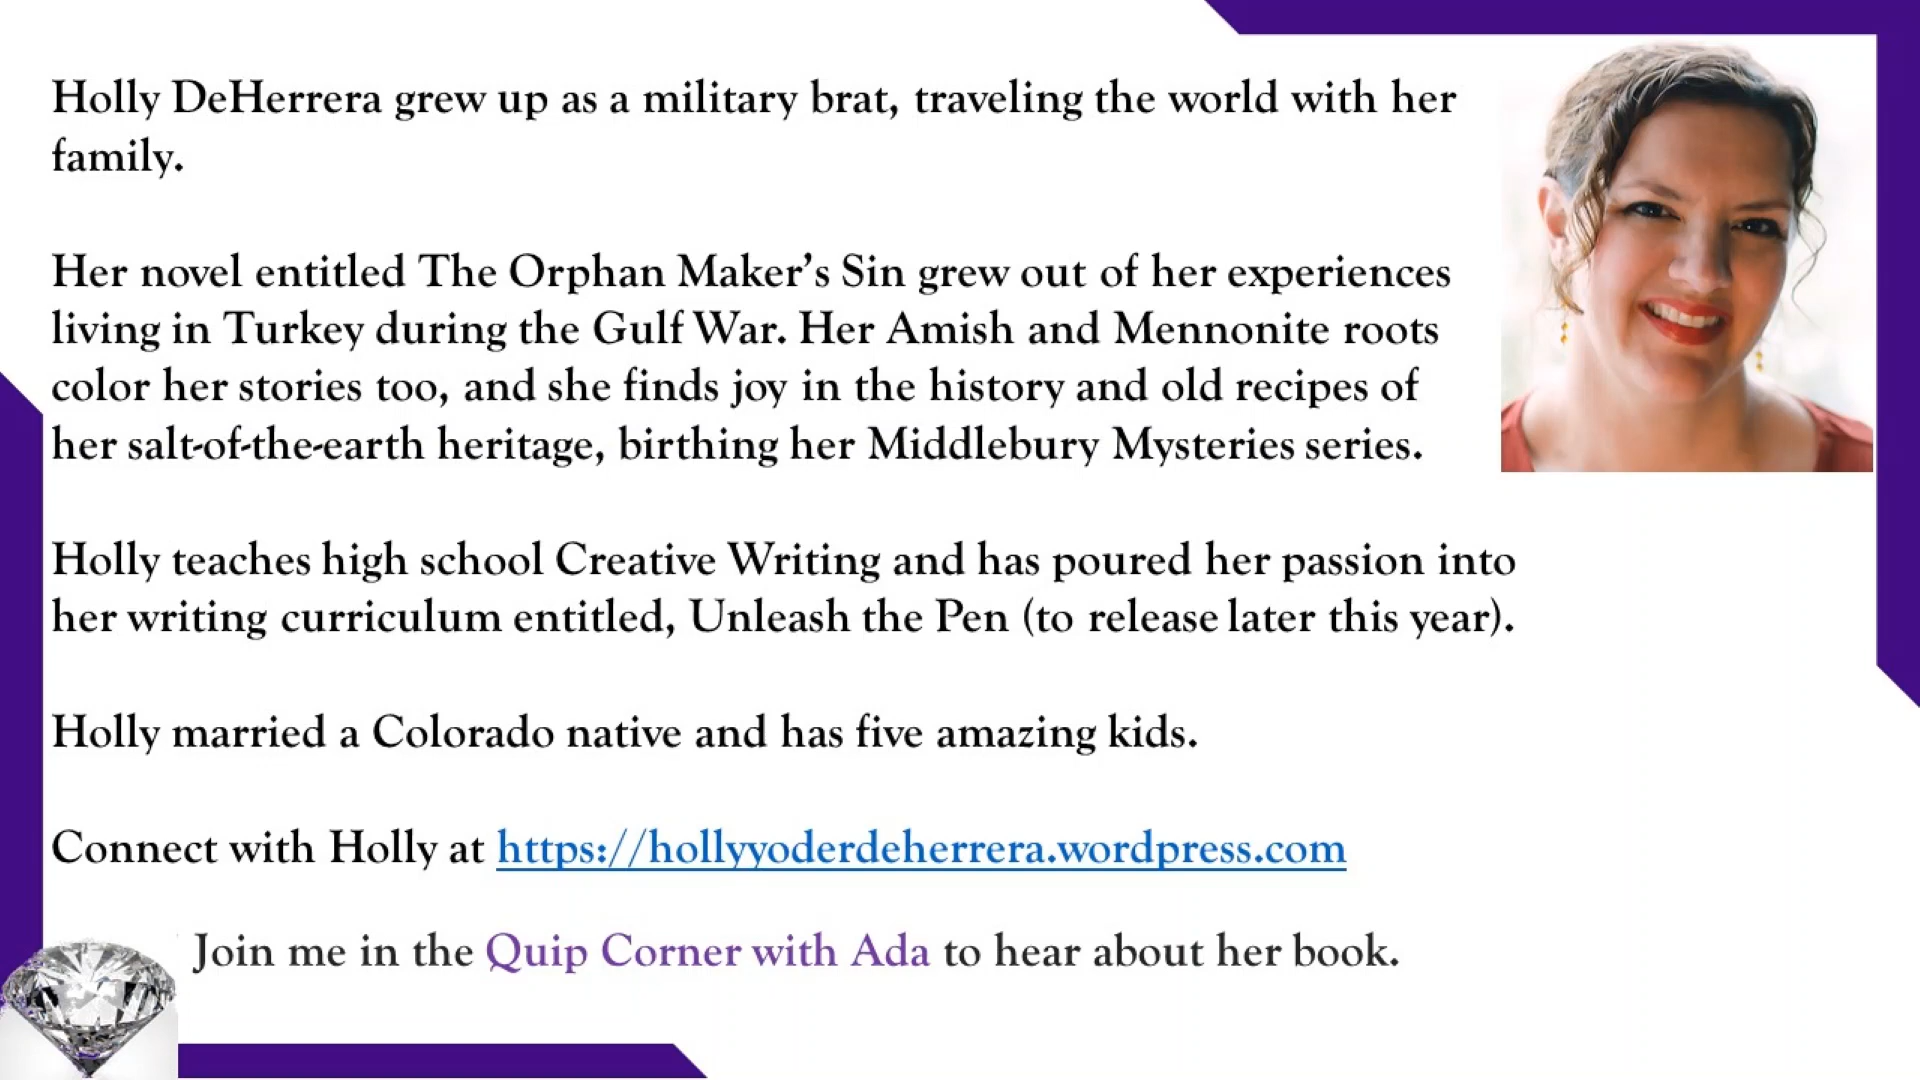 Holly DeHerrera grew up as a military brat, traveling the world with her
family.
Her novel entitled The Orphan Maker’s Sin grew out of her experiences
living in Turkey during the Gulf War. Her Amish and Mennonite roots
color her stories too, and she finds joy in the history and old recipes of
her salt-of-the-earth heritage, birthing her Middlebury Mysteries series.
Holly teaches high school Creative Writing and has poured her passion into
her writing curriculum entitled, Unleash the Pen (to release later this year).
Holly married a Colorado native and has five amazing kids.
Connect with Holly at https://hollyyoderdeherrera.wordpress.com
Join me in the Quip Corner with Ada to hear about her book.